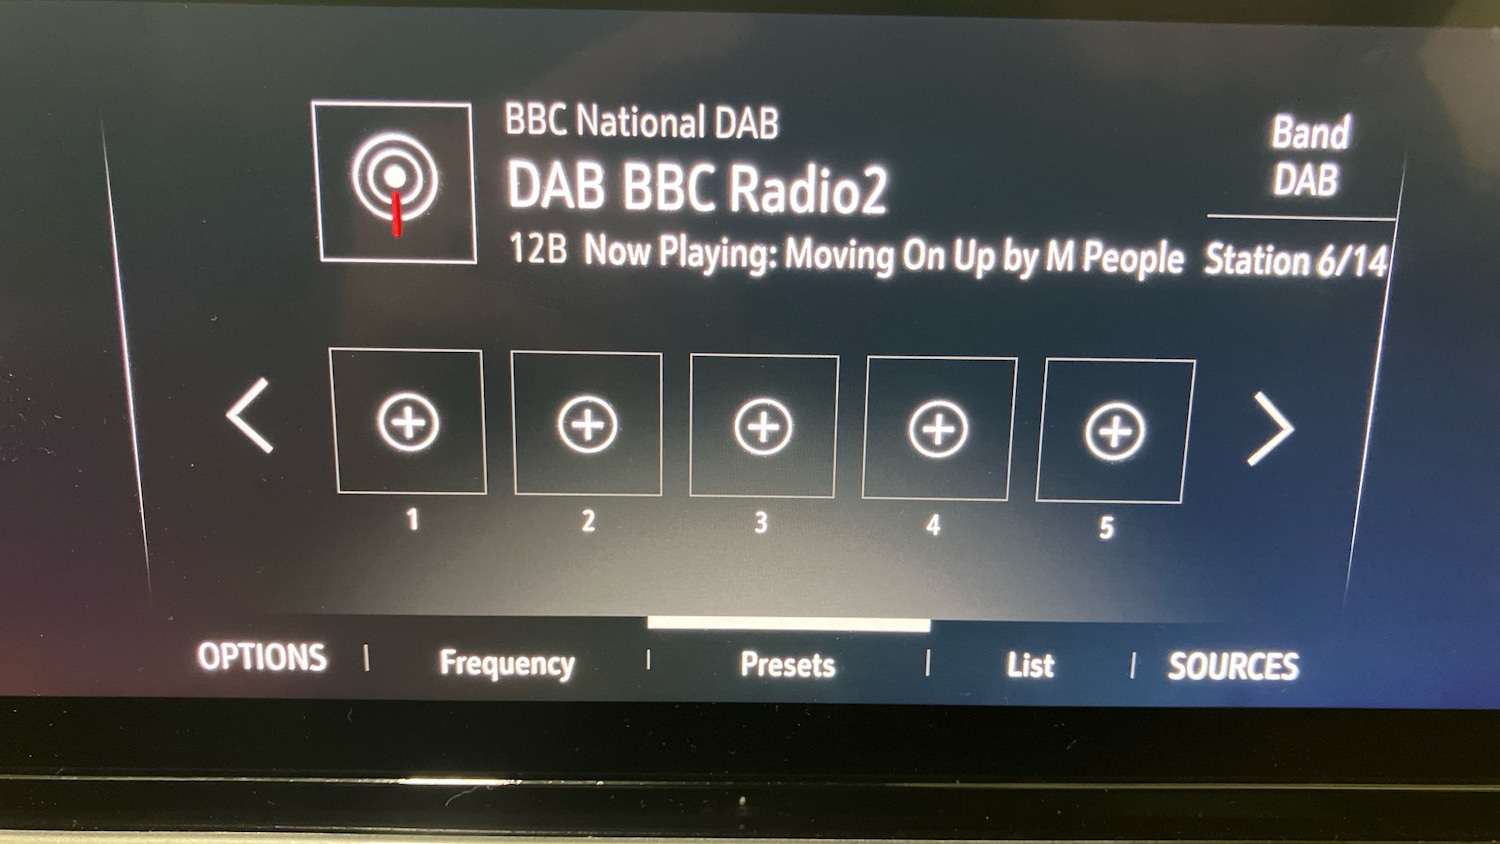 BBC National DAB
DAB BBC Radio2
12B Now Playing: Moving On Up by M People
Band
DAB
Station 6/14
1 2 3 4 5
OPTIONS | Frequency | Presets | List | SOURCES